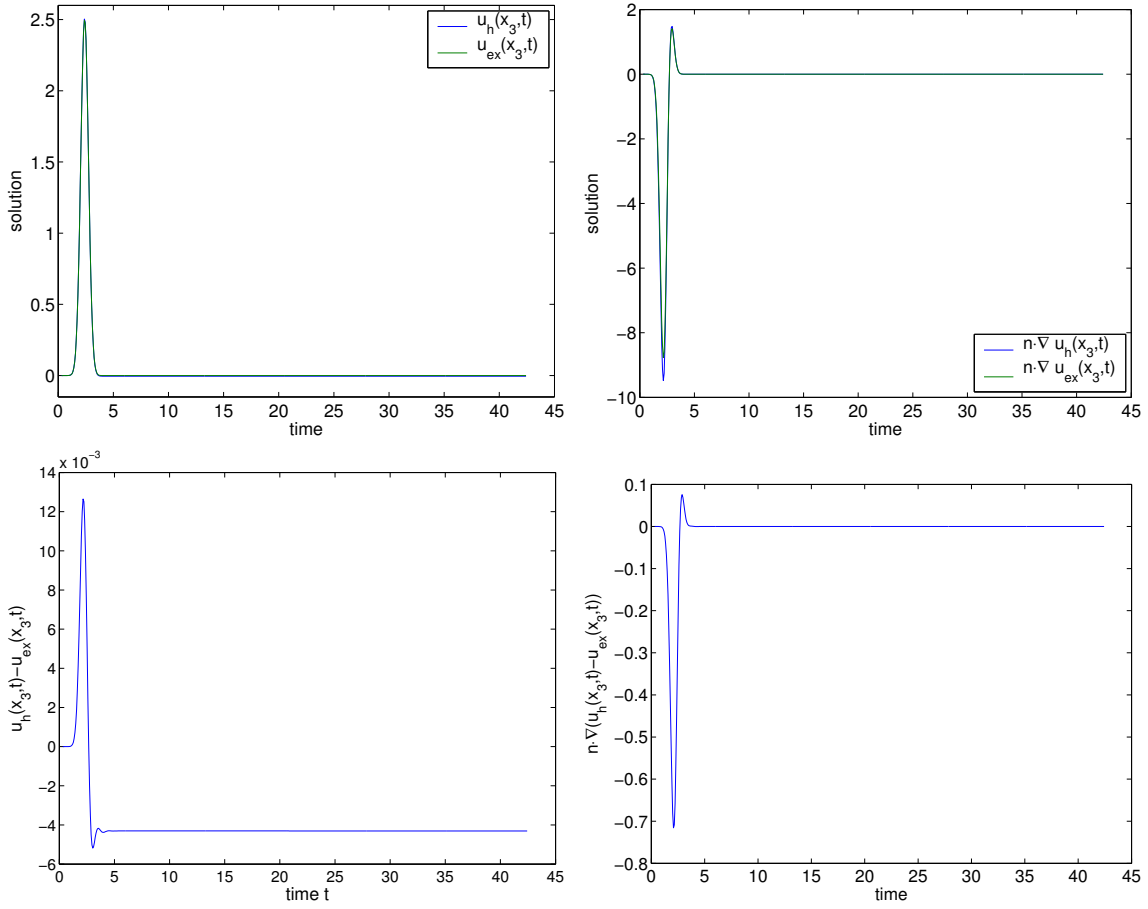 2.5
2
1.5
1
0.5
0
0 5 10 15 20 25 30 35 40 45
time
solution
u_h(x_3,t)
u_ex(x_3,t)
2
0
−2
−4
−6
−8
−10
0 5 10 15 20 25 30 35 40 45
time
solution
n·∇ u_h(x_3,t)
n·∇ u_ex(x_3,t)
x 10^−3
14
12
10
8
6
4
2
0
−2
−4
−6
0 5 10 15 20 25 30 35 40 45
time t
u_h(x_3,t)−u_ex(x_3,t)
0.1
0
−0.1
−0.2
−0.3
−0.4
−0.5
−0.6
−0.7
−0.8
0 5 10 15 20 25 30 35 40 45
time
n·∇(u_h(x_3,t)−u_ex(x_3,t))